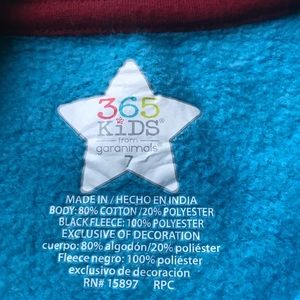 365
KiDS
from
garanimals
7
MADE IN / HECHO EN INDIA
BODY: 80% COTTON /20% POLYESTER
BLACK FLEECE: 100% POLYESTER
EXCLUSIVE OF DECORATION
cuerpo: 80% algodón/20% poliéster
Fleece negro: 100% poliéster
exclusivo de decoración
RN# 15897 RPC